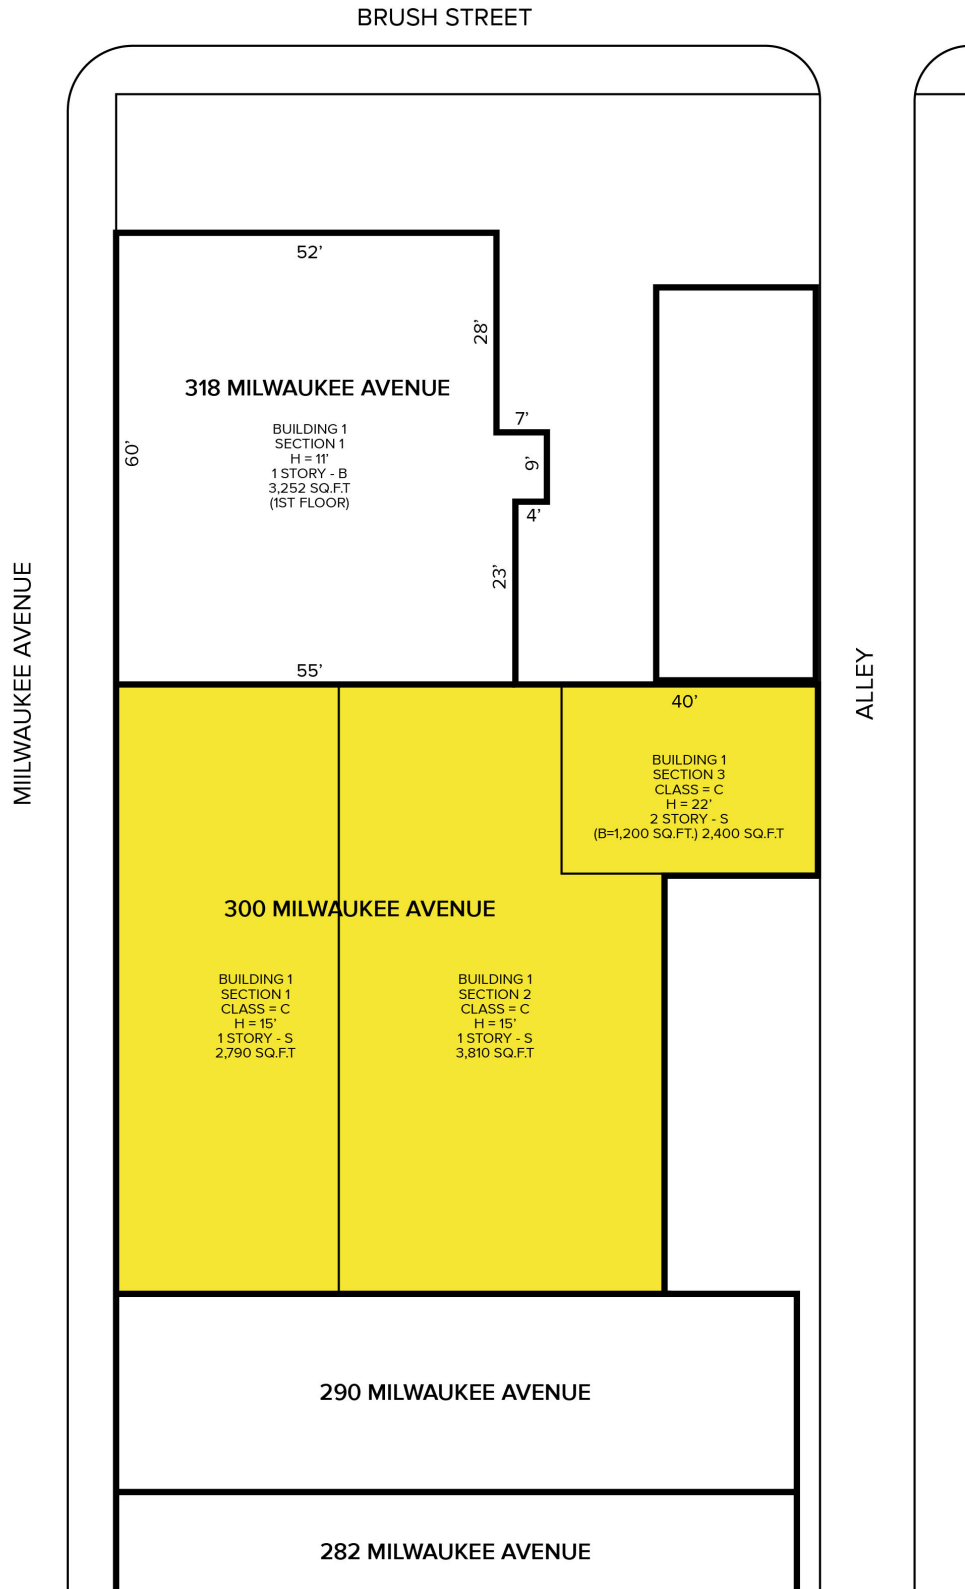 BRUSH STREET
52’
28’
318 MILWAUKEE AVENUE
7’
BUILDING 1
SECTION 1
H = 11’
1 STORY - B
3,252 SQ.F.T
(1ST FLOOR)
60’
9’
4’
23’
55’
MIILWAUKEE AVENUE
ALLEY
40’
BUILDING 1
SECTION 3
CLASS = C
H = 22’
2 STORY - S
(B=1,200 SQ.FT.) 2,400 SQ.F.T
300 MILWAUKEE AVENUE
BUILDING 1
SECTION 1
CLASS = C
H = 15’
1 STORY - S
2,790 SQ.F.T
BUILDING 1
SECTION 2
CLASS = C
H = 15’
1 STORY - S
3,810 SQ.F.T
290 MILWAUKEE AVENUE
282 MILWAUKEE AVENUE